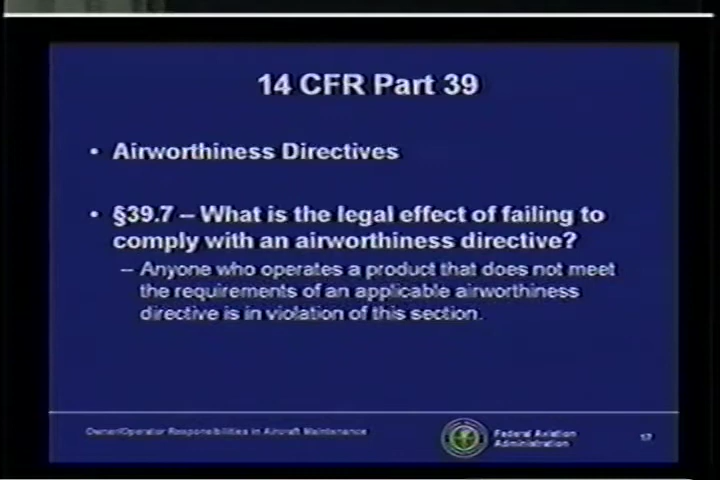 14 CFR Part 39
• Airworthiness Directives
• §39.7 – What is the legal effect of failing to
comply with an airworthiness directive?
– Anyone who operates a product that does not meet
the requirements of an applicable airworthiness
directive is in violation of this section.
Owner/Operator Responsibilities in Aircraft Maintenance
Federal Aviation
Administration
17